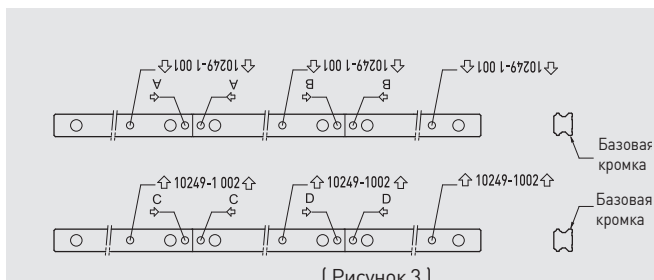 ⇧10249-1 001⇧ ⇧10249-1 001⇧ ⇧10249-1 001⇧
A A B B
Базовая
кромка
⇧ 10249-1 002⇧ ⇧ 10249-1002 ⇧ ⇧ 10249-1002⇧
C C D D
Базовая
кромка
( Рисунок 3 )